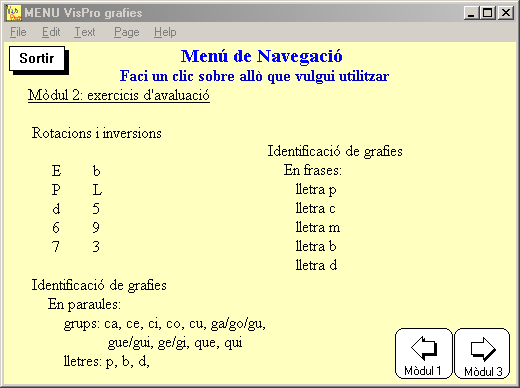 MENU VisPro grafies
File Edit Text Page Help
Sortir
Menú de Navegació
Faci un clic sobre allò que vulgui utilitzar
Mòdul 2: exercicis d'avaluació
Rotacions i inversions
E b
P L
d 5
6 9
7 3
Identificació de grafies
En frases:
lletra p
lletra c
lletra m
lletra b
lletra d
Identificació de grafies
En paraules:
grups: ca, ce, ci, co, cu, ga/go/gu,
gue/gui, ge/gi, que, qui
lletres: p, b, d,
Mòdul 1
Mòdul 3